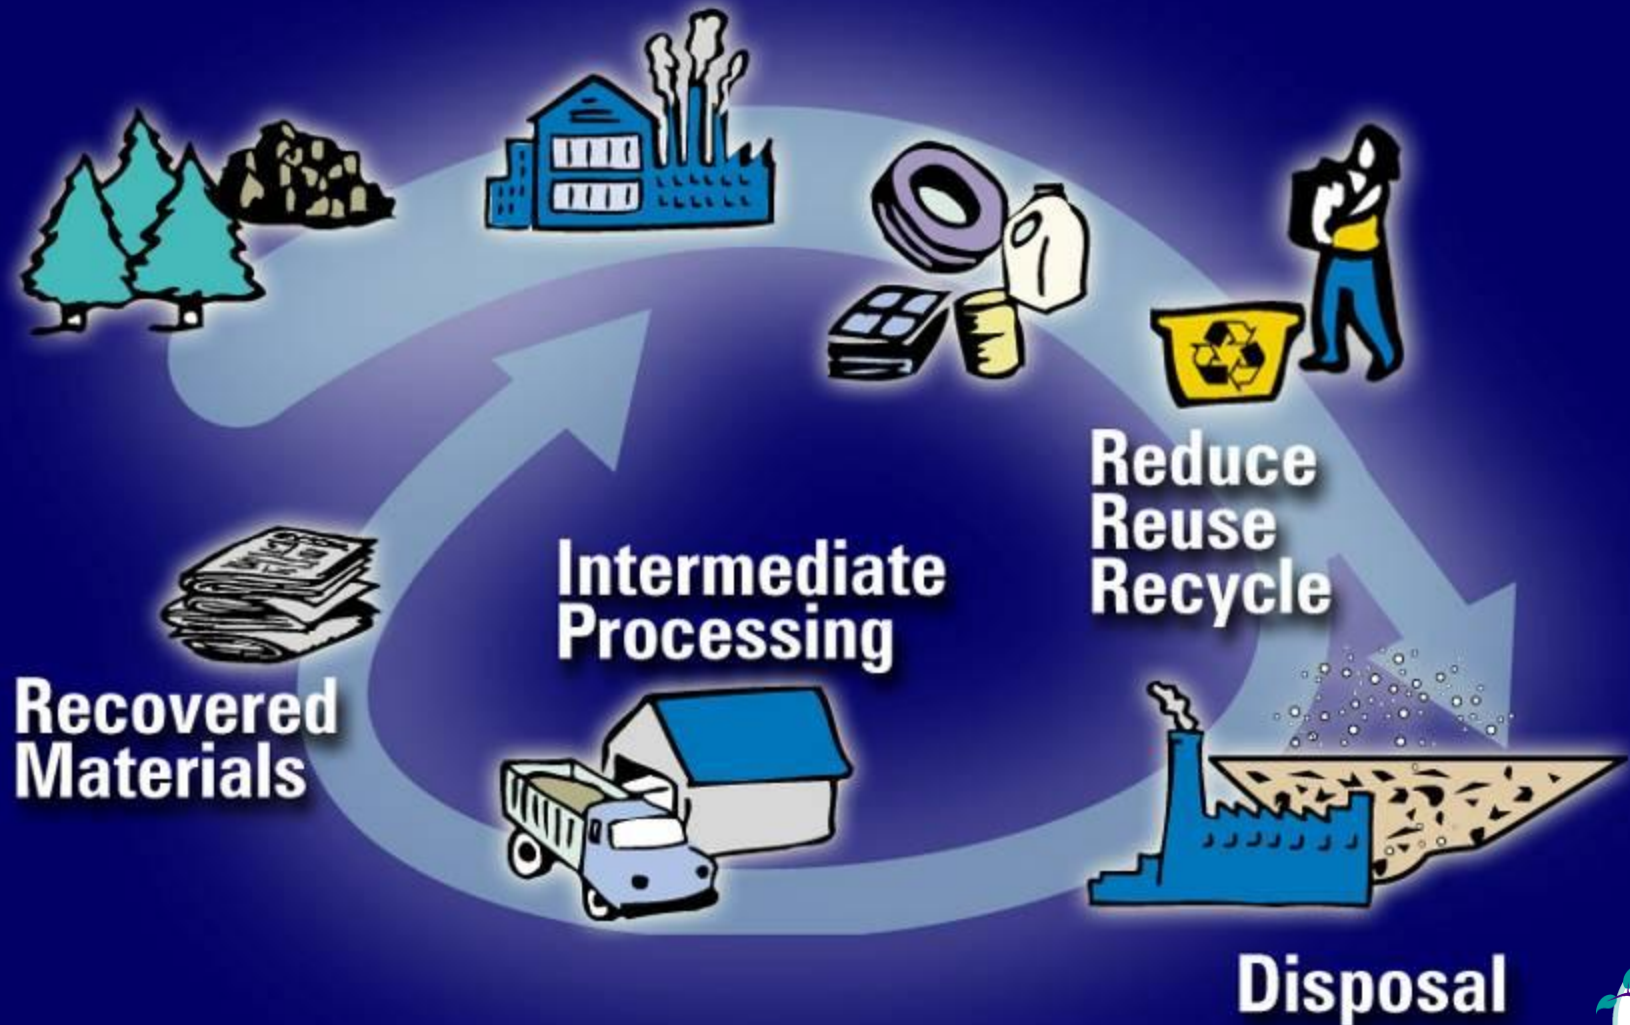 Reduce
Reuse
Recycle
Intermediate
Processing
Recovered
Materials
Disposal